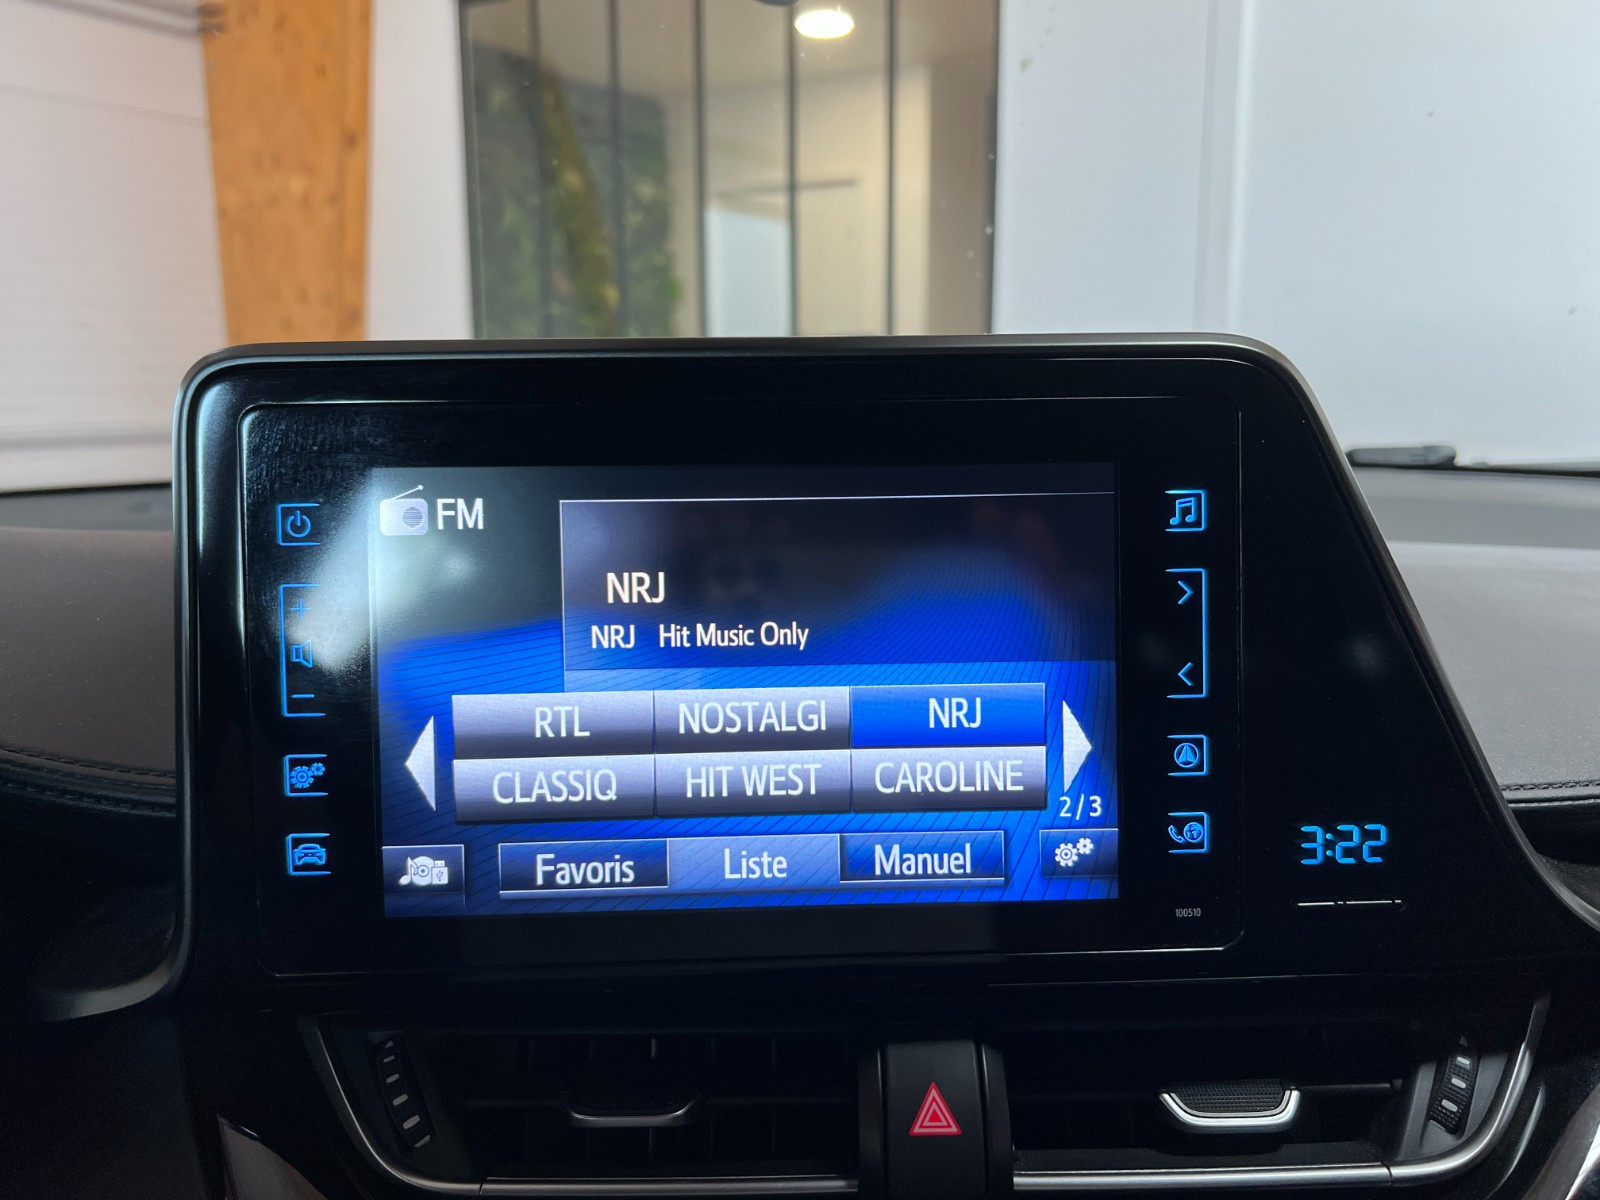 FM
NRJ
NRJ Hit Music Only
RTL NOSTALGI NRJ
CLASSIQ HIT WEST CAROLINE
2/3
Favoris Liste Manuel
3:22
100510